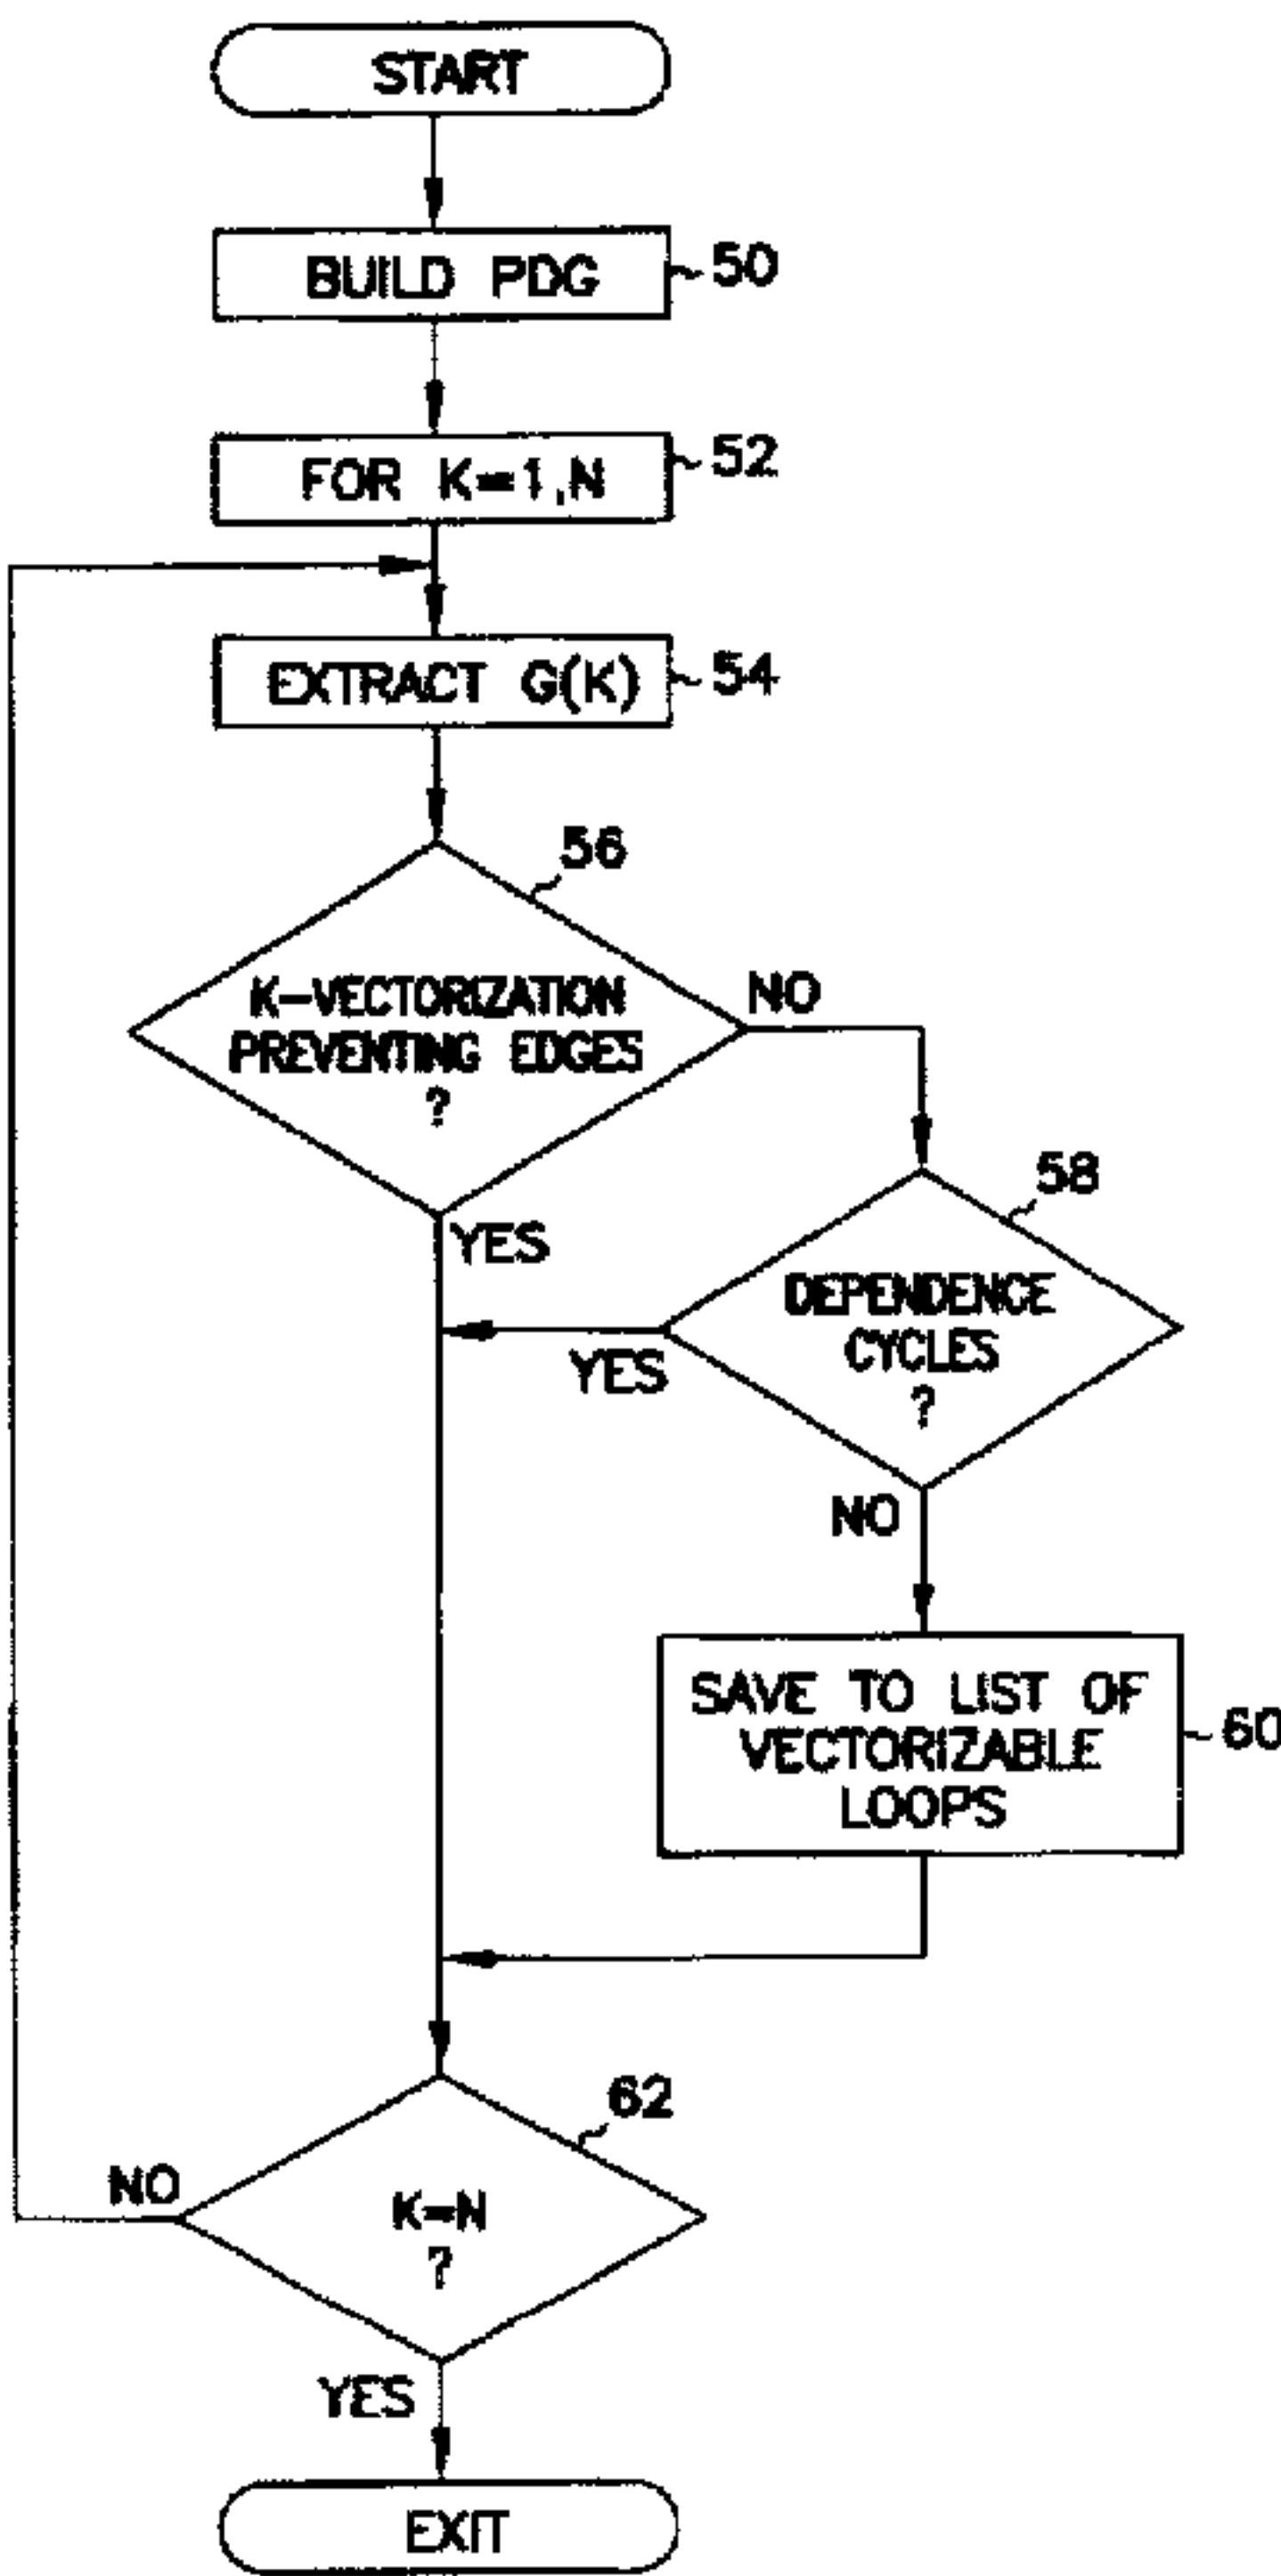 START
BUILD PDG
50
FOR K=1,N
52
EXTRACT G(K)
54
56
K-VECTORIZATION
PREVENTING EDGES
?
NO
YES
58
DEPENDENCE
CYCLES
?
YES
NO
SAVE TO LIST OF
VECTORIZABLE
LOOPS
60
62
K=N
?
NO
YES
EXIT